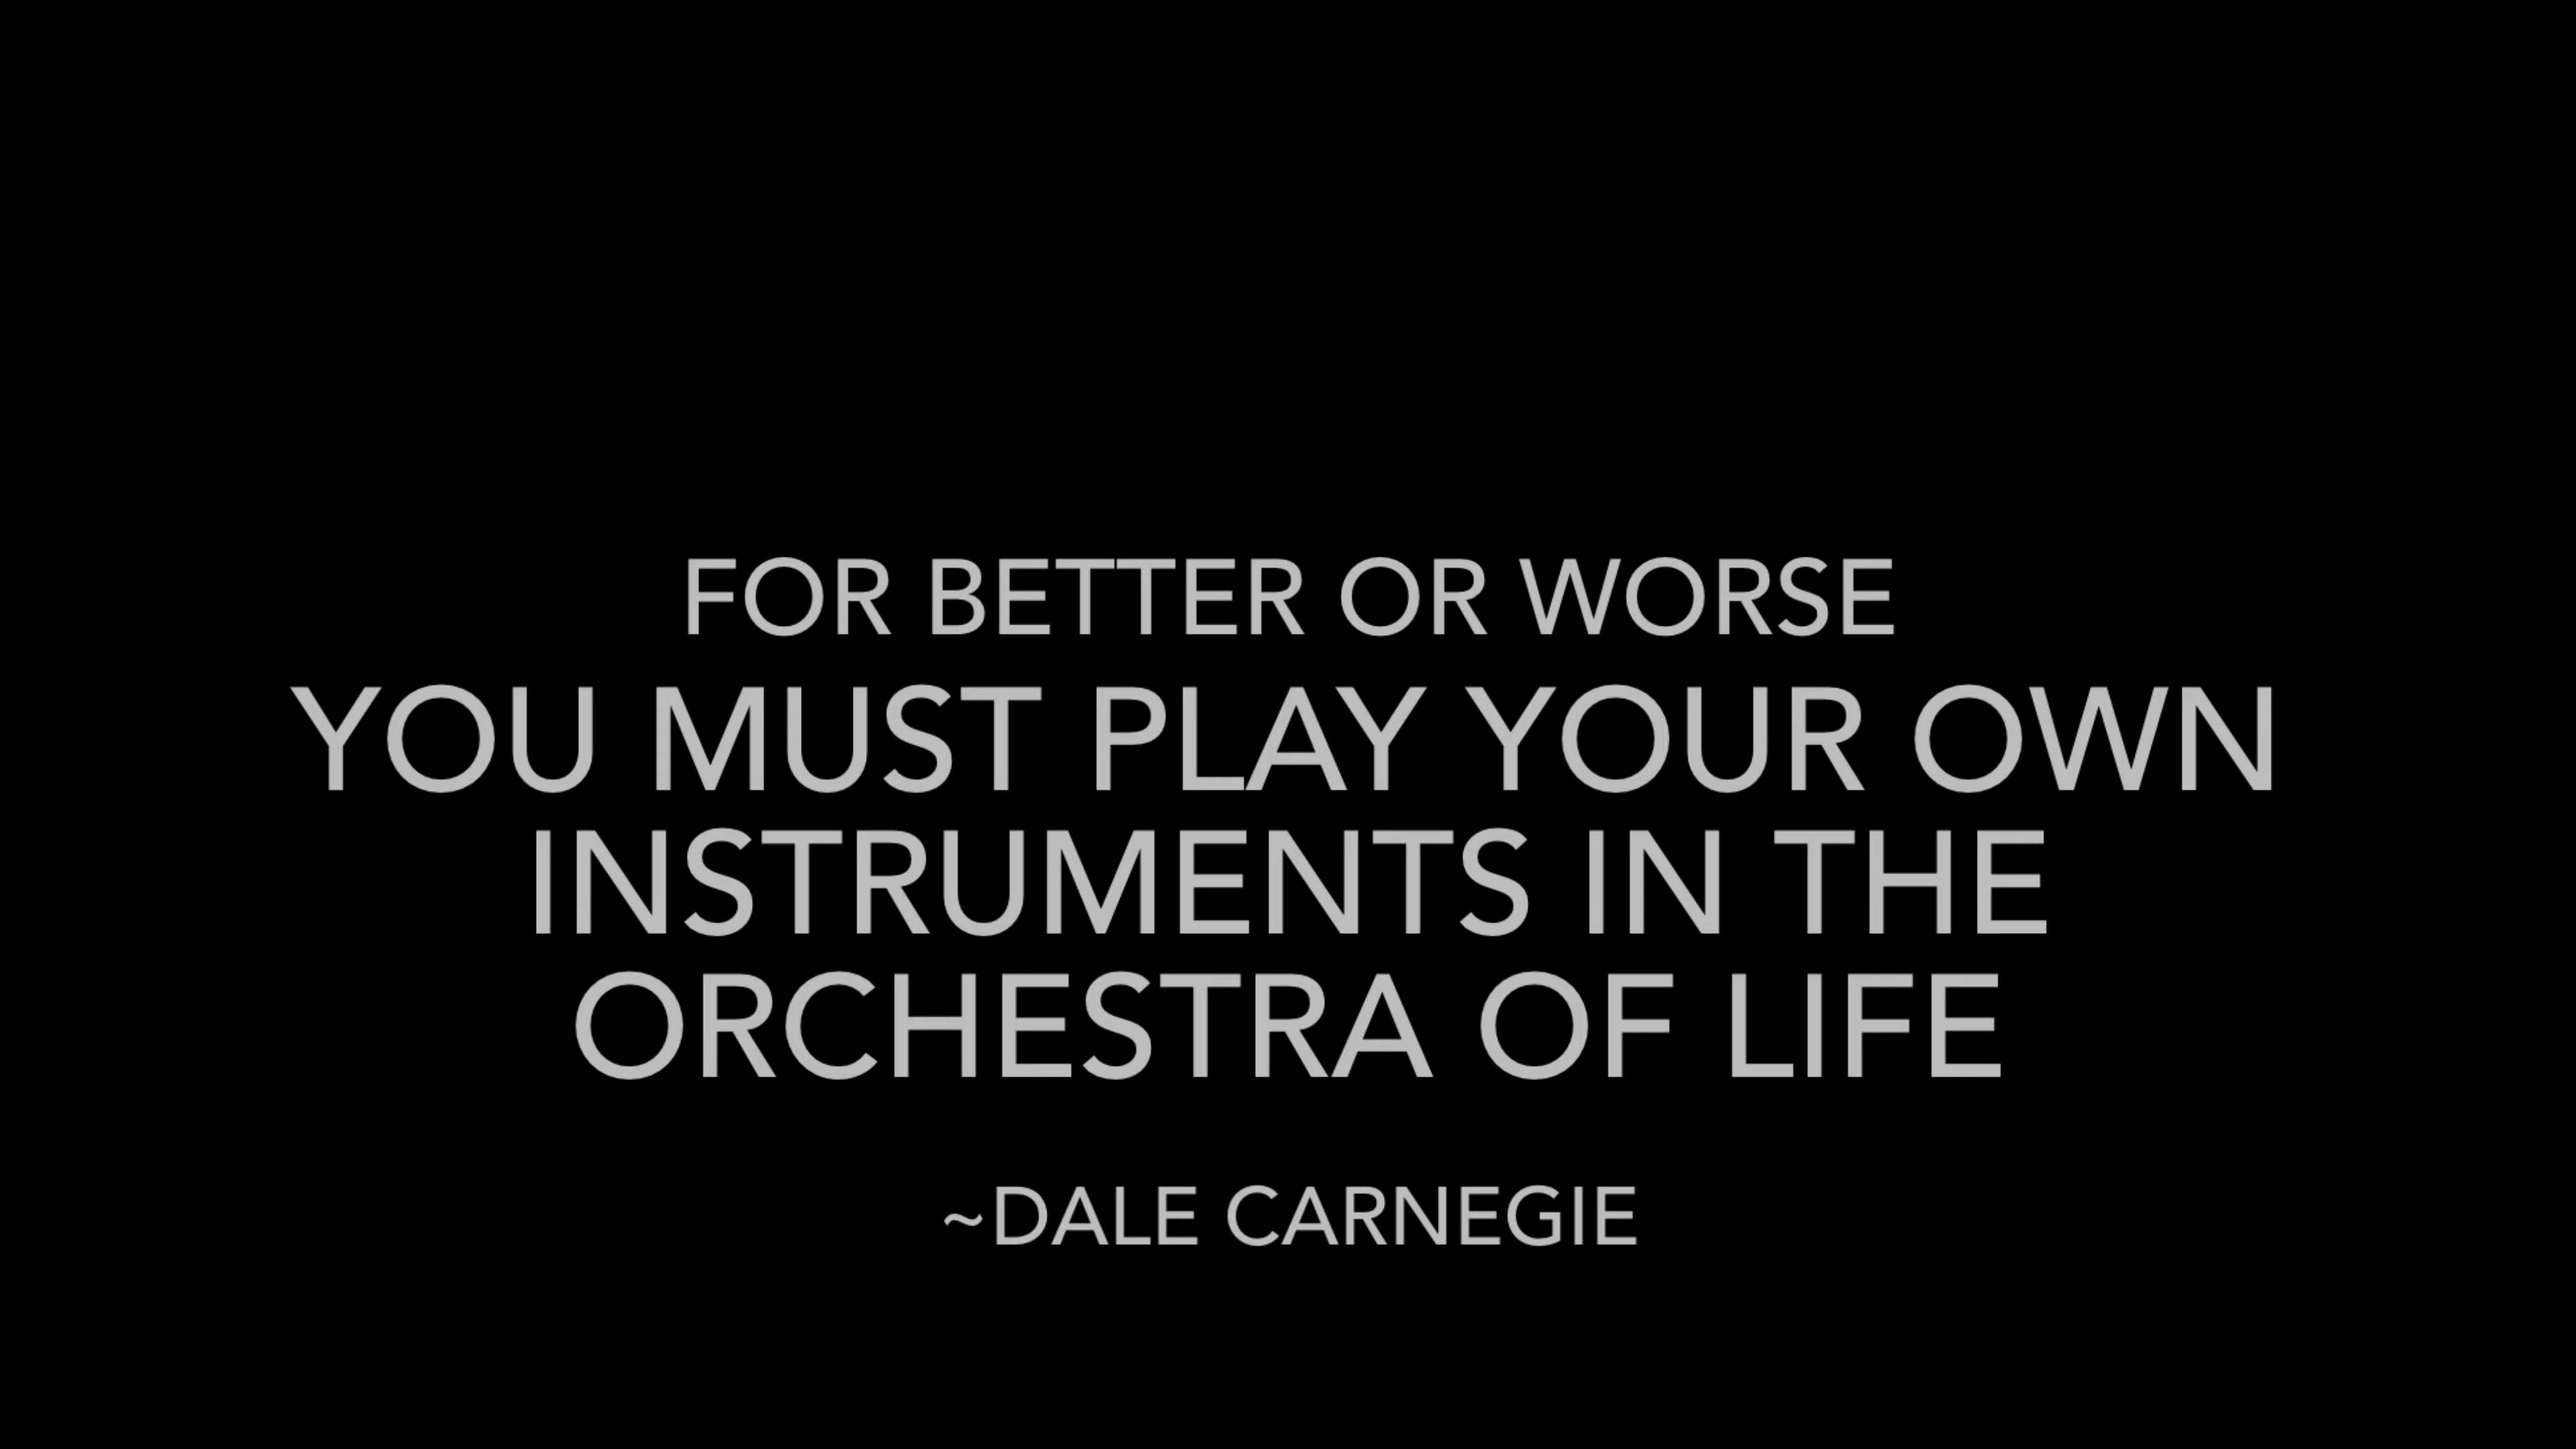 FOR BETTER OR WORSE
YOU MUST PLAY YOUR OWN
INSTRUMENTS IN THE
ORCHESTRA OF LIFE
~DALE CARNEGIE